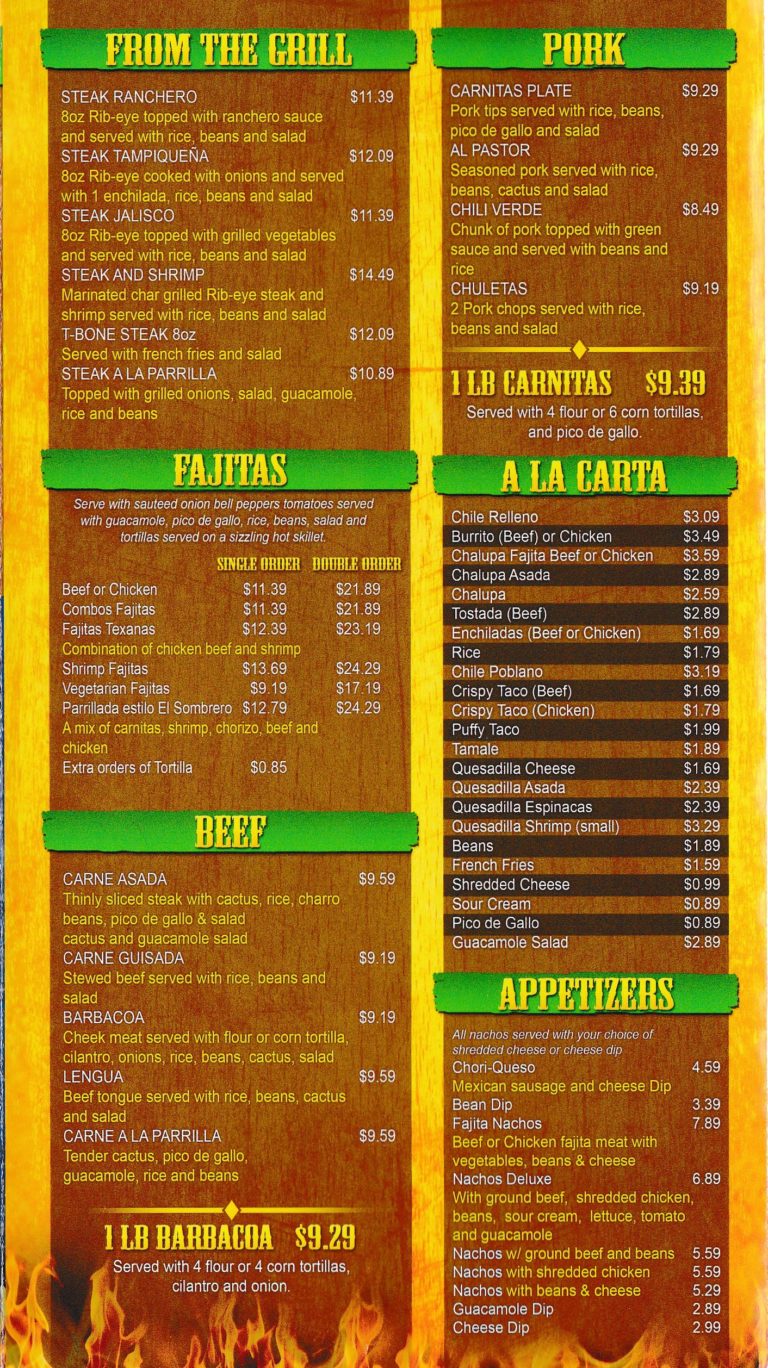 FROM THE GRILL
STEAK RANCHERO $11.39
8oz Rib-eye topped with ranchero sauce
and served with rice, beans and salad
STEAK TAMPIQUEÑA $12.09
8oz Rib-eye cooked with onions and served
with 1 enchilada, rice, beans and salad
STEAK JALISCO $11.39
8oz Rib-eye topped with grilled vegetables
and served with rice, beans and salad
STEAK AND SHRIMP $14.49
Marinated char grilled Rib-eye steak and
shrimp served with rice, beans and salad
T-BONE STEAK 8oz $12.09
Served with french fries and salad
STEAK A LA PARRILLA $10.89
Topped with grilled onions, salad, guacamole,
rice and beans
FAJITAS
Serve with sauteed onion bell peppers tomatoes served
with guacamole, pico de gallo, rice, beans, salad and
tortillas served on a sizzling hot skillet.
SINGLE ORDER DOUBLE ORDER
Beef or Chicken $11.39 $21.89
Combos Fajitas $11.39 $21.89
Fajitas Texanas $12.39 $23.19
Combination of chicken beef and shrimp
Shrimp Fajitas $13.69 $24.29
Vegetarian Fajitas $9.19 $17.19
Parrillada estilo El Sombrero $12.79 $24.29
A mix of carnitas, shrimp, chorizo, beef and
chicken
Extra orders of Tortilla $0.85
BEEF
CARNE ASADA $9.59
Thinly sliced steak with cactus, rice, charro
beans, pico de gallo & salad
cactus and guacamole salad
CARNE GUISADA $9.19
Stewed beef served with rice, beans and
salad
BARBACOA $9.19
Cheek meat served with flour or corn tortilla,
cilantro, onions, rice, beans, cactus, salad
LENGUA $9.59
Beef tongue served with rice, beans, cactus
and salad
CARNE A LA PARRILLA $9.59
Tender cactus, pico de gallo,
guacamole, rice and beans
1 LB BARBACOA $9.29
Served with 4 flour or 4 corn tortillas,
cilantro and onion.
PORK
CARNITAS PLATE $9.29
Pork tips served with rice, beans,
pico de gallo and salad
AL PASTOR $9.29
Seasoned pork served with rice,
beans, cactus and salad
CHILI VERDE $8.49
Chunk of pork topped with green
sauce and served with beans and
rice
CHULETAS $9.19
2 Pork chops served with rice,
beans and salad
1 LB CARNITAS $9.39
Served with 4 flour or 6 corn tortillas,
and pico de gallo.
A LA CARTA
Chile Relleno $3.09
Burrito (Beef) or Chicken $3.49
Chalupa Fajita Beef or Chicken $3.59
Chalupa Asada $2.89
Chalupa $2.59
Tostada (Beef) $2.89
Enchiladas (Beef or Chicken) $1.69
Rice $1.79
Chile Poblano $3.19
Crispy Taco (Beef) $1.69
Crispy Taco (Chicken) $1.79
Puffy Taco $1.99
Tamale $1.89
Quesadilla Cheese $1.69
Quesadilla Asada $2.39
Quesadilla Espinacas $2.39
Quesadilla Shrimp (small) $3.29
Beans $1.89
French Fries $1.59
Shredded Cheese $0.99
Sour Cream $0.89
Pico de Gallo $0.89
Guacamole Salad $2.89
APPETIZERS
All nachos served with your choice of
shredded cheese or cheese dip
Chori-Queso 4.59
Mexican sausage and cheese Dip
Bean Dip 3.39
Fajita Nachos 7.89
Beef or Chicken fajita meat with
vegetables, beans & cheese
Nachos Deluxe 6.89
With ground beef, shredded chicken,
beans, sour cream, lettuce, tomato
and guacamole
Nachos w/ ground beef and beans 5.59
Nachos with shredded chicken 5.59
Nachos with beans & cheese 5.29
Guacamole Dip 2.89
Cheese Dip 2.99